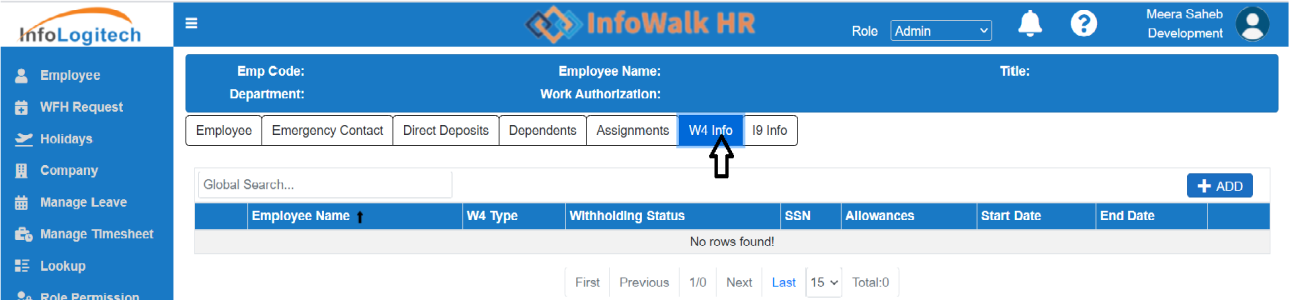 InfoLogitech
InfoWalk HR
Role Admin
Meera Saheb
Development
Employee
WFH Request
Holidays
Company
Manage Leave
Manage Timesheet
Lookup
Role Permission
Emp Code: Employee Name: Title:
Department: Work Authorization:
Employee Emergency Contact Direct Deposits Dependents Assignments W4 Info I9 Info
Global Search...
+ ADD
Employee Name W4 Type Withholding Status SSN Allowances Start Date End Date
No rows found!
First Previous 1/0 Next Last 15 Total:0